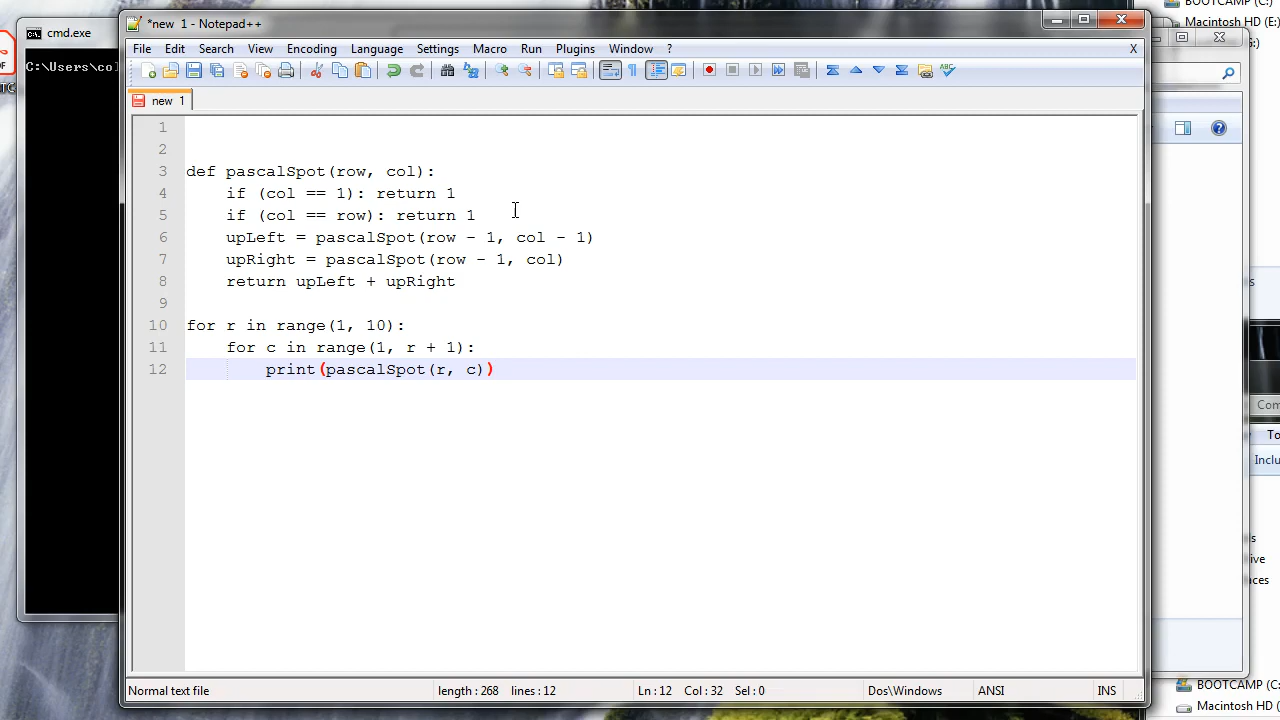 BOOTCAMP (C:)
Macintosh HD (E:)
cmd.exe
*new 1 - Notepad++
File Edit Search View Encoding Language Settings Macro Run Plugins Window ? X
C:\Users\col
new 1
1
2
3 def pascalSpot(row, col):
4 if (col == 1): return 1
5 if (col == row): return 1
6 upLeft = pascalSpot(row - 1, col - 1)
7 upRight = pascalSpot(row - 1, col)
8 return upLeft + upRight
9
10 for r in range(1, 10):
11 for c in range(1, r + 1):
12 print(pascalSpot(r, c))
Normal text file length : 268 lines : 12 Ln : 12 Col : 32 Sel : 0 Dos\Windows ANSI INS
BOOTCAMP (C:
Macintosh HD (